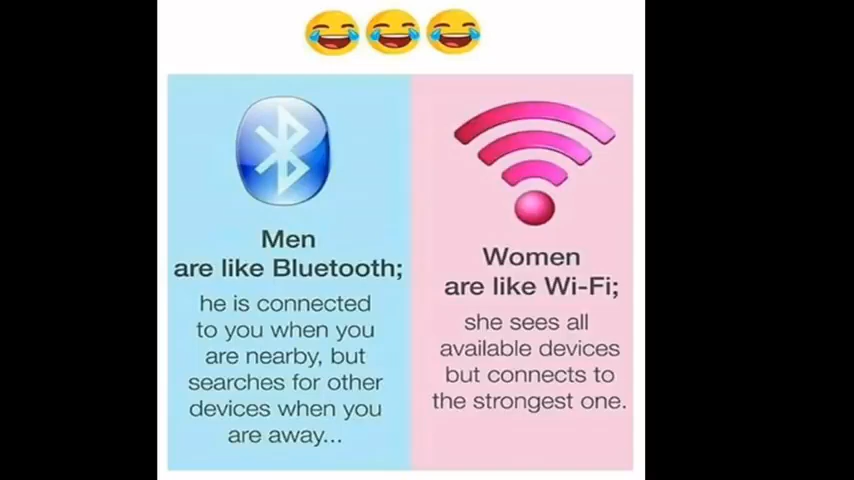 Men
are like Bluetooth;
he is connected
to you when you
are nearby, but
searches for other
devices when you
are away...
Women
are like Wi-Fi;
she sees all
available devices
but connects to
the strongest one.